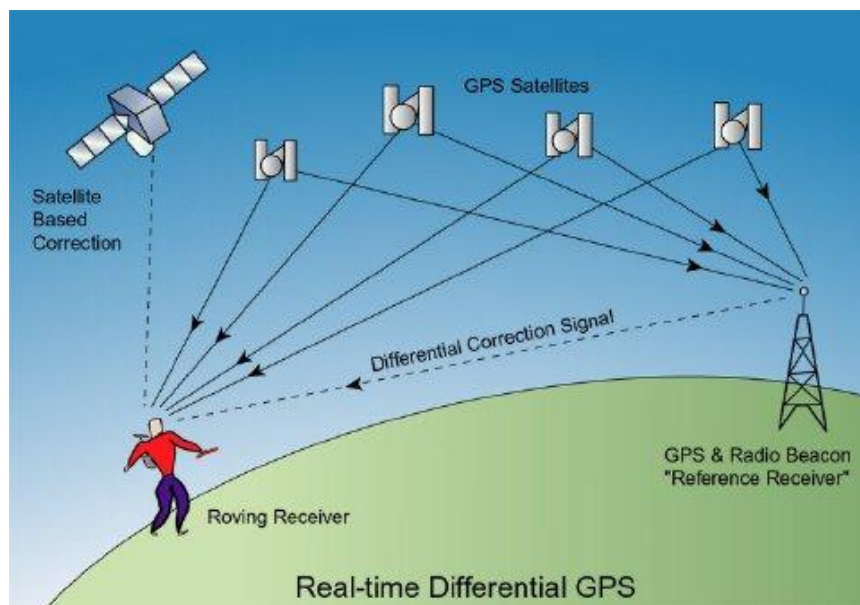 GPS Satellites
Satellite
Based
Correction
Differential Correction Signal
GPS & Radio Beacon
"Reference Receiver"
Roving Receiver
Real-time Differential GPS